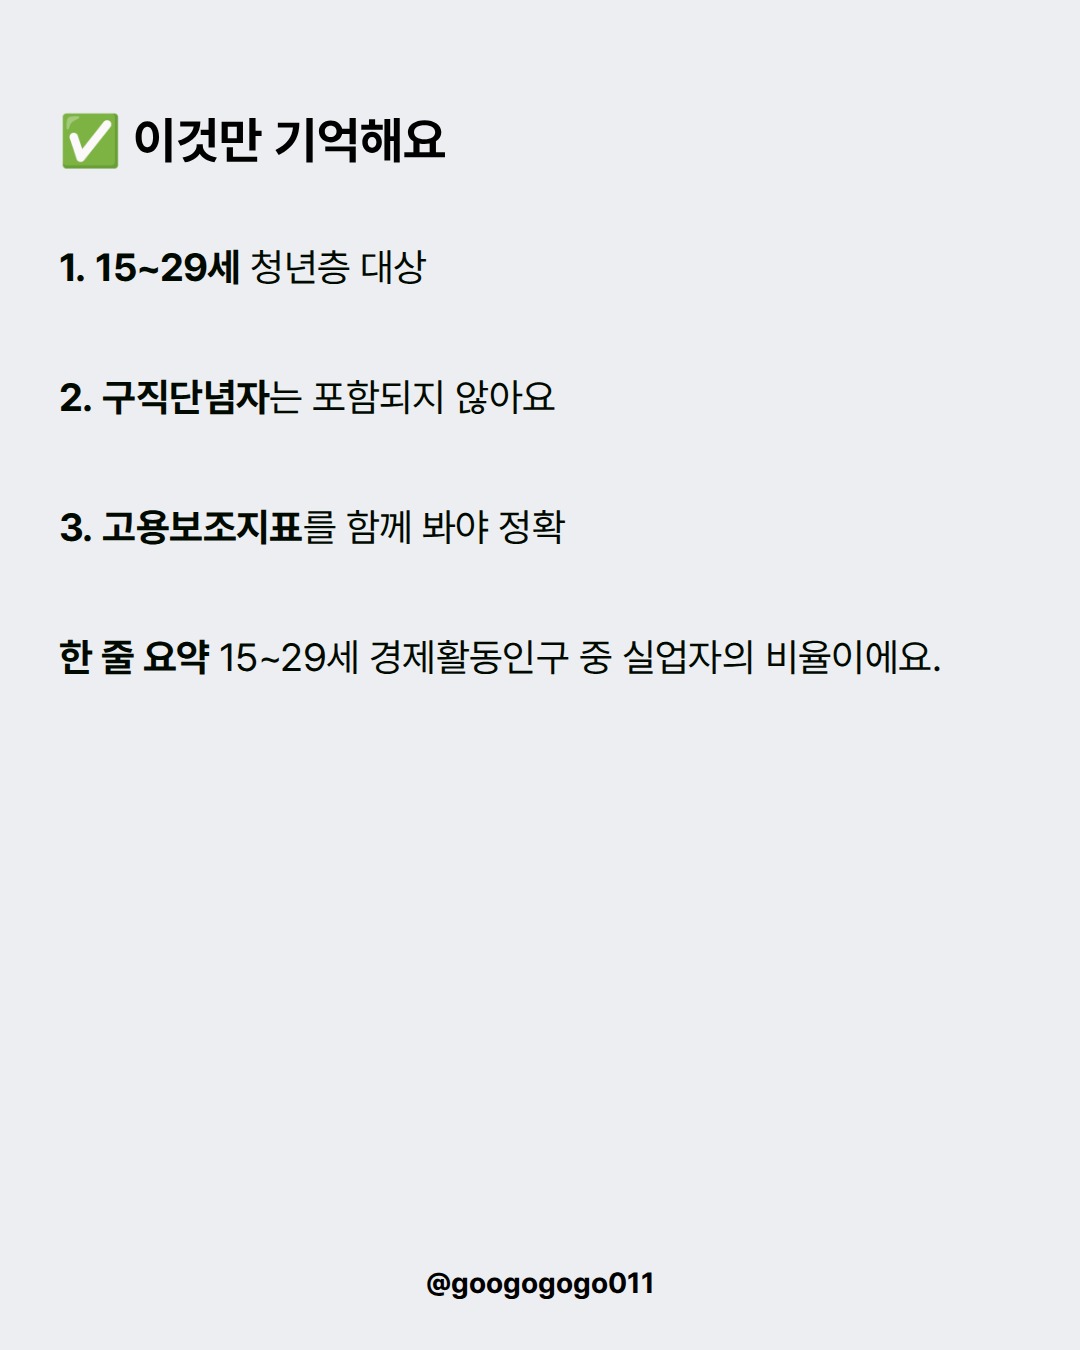 ✅ 이것만 기억해요
1. 15~29세 청년층 대상
2. 구직단념자는 포함되지 않아요
3. 고용보조지표를 함께 봐야 정확
한 줄 요약 15~29세 경제활동인구 중 실업자의 비율이에요.
@googogogo011